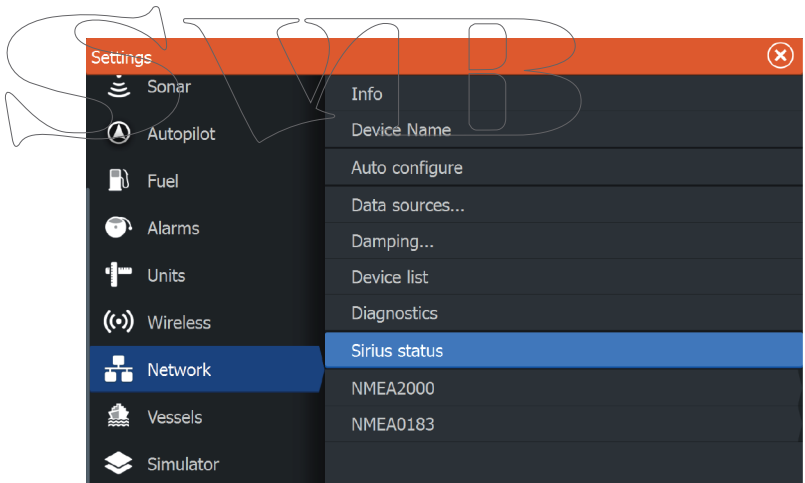 SVB
Settings
Sonar
Autopilot
Fuel
Alarms
Units
Wireless
Network
Vessels
Simulator
Info
Device Name
Auto configure
Data sources...
Damping...
Device list
Diagnostics
Sirius status
NMEA2000
NMEA0183